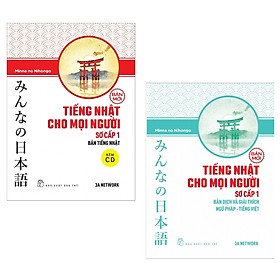 Minna no Nihongo
みんなの日本語
BẢN MỚI
TIẾNG NHẬT
CHO MỌI NGƯỜI
SƠ CẤP 1
BẢN TIẾNG NHẬT
KÈM
CD
NHÀ XUẤT BẢN TRẺ
3A NETWORK
Minna no Nihongo
みんなの日本語
BẢN MỚI
TIẾNG NHẬT
CHO MỌI NGƯỜI
SƠ CẤP 1
BẢN DỊCH VÀ GIẢI THÍCH
NGỮ PHÁP - TIẾNG VIỆT
NHÀ XUẤT BẢN TRẺ
3A NETWORK